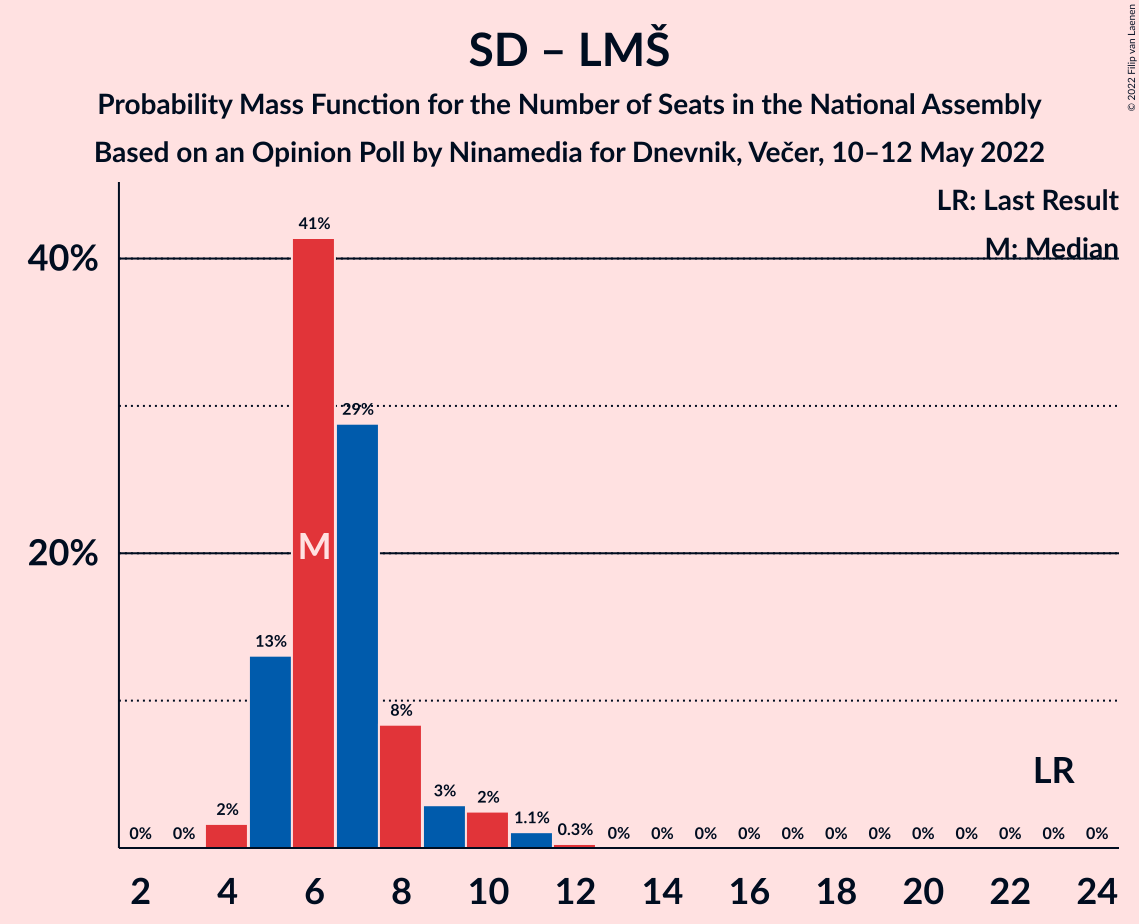 SD – LMŠ
Probability Mass Function for the Number of Seats in the National Assembly
Based on an Opinion Poll by Ninamedia for Dnevnik, Večer, 10–12 May 2022
© 2022 Filip van Laenen
LR: Last Result
M: Median
40%
20%
0% 0% 2% 13% 41% 29% 8% 3% 2% 1.1% 0.3% 0% 0% 0% 0% 0% 0% 0% 0% 0% 0% 0% 0%
M
LR
2 4 6 8 10 12 14 16 18 20 22 24